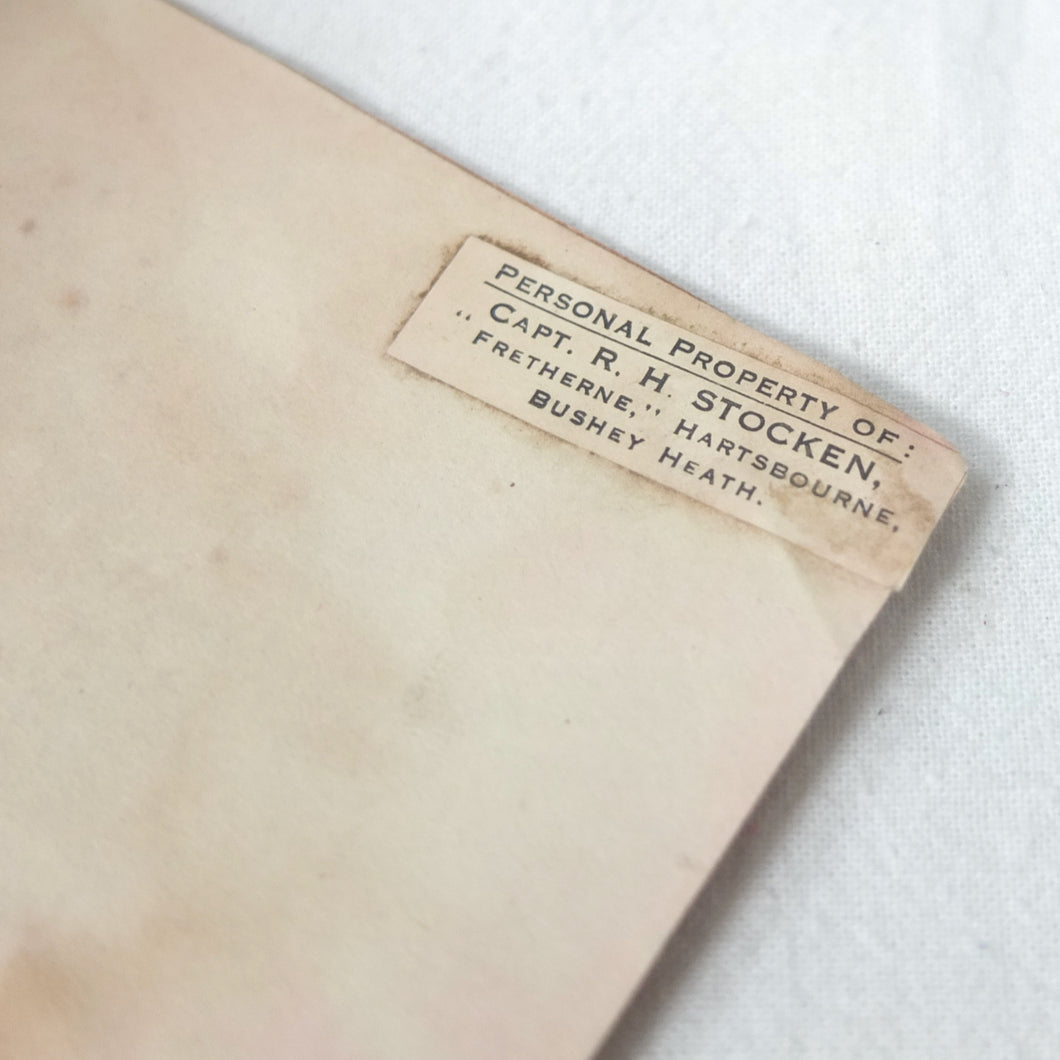 PERSONAL PROPERTY OF:
CAPT. R. H. STOCKEN,
“FRETHERNE,” HARTSBOURNE,
BUSHEY HEATH.